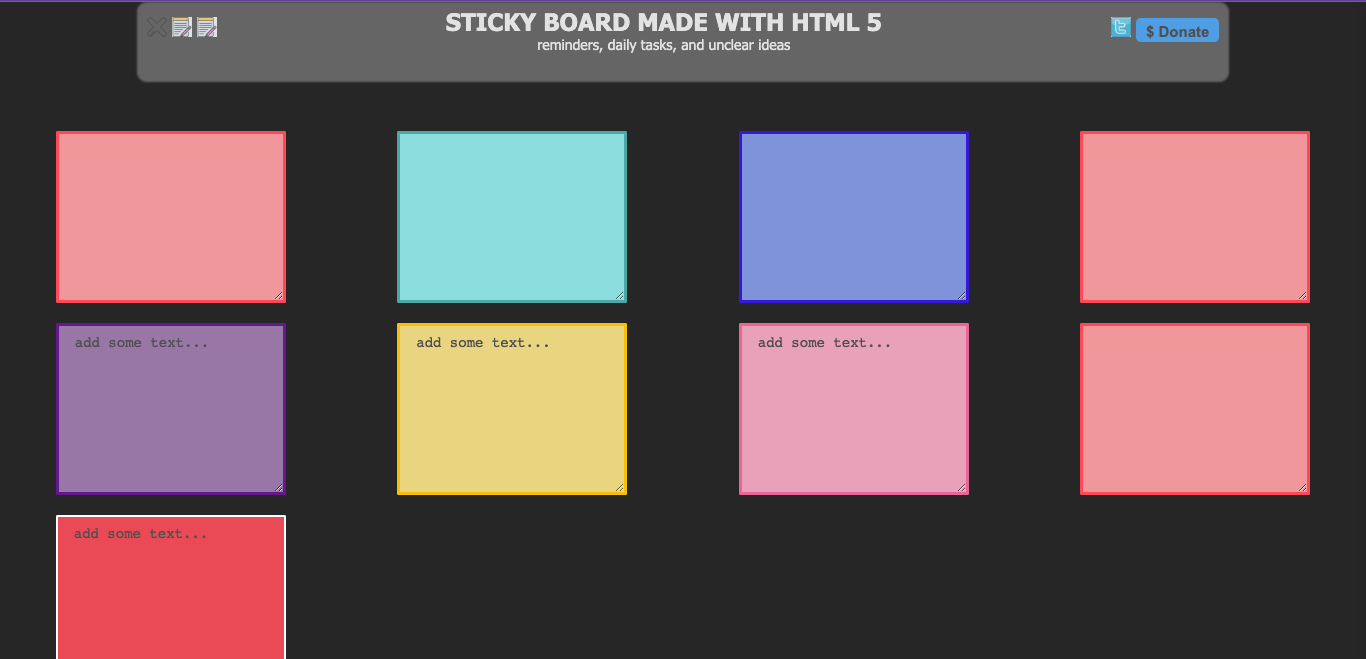 STICKY BOARD MADE WITH HTML 5
reminders, daily tasks, and unclear ideas
$ Donate
add some text...
add some text...
add some text...
add some text...